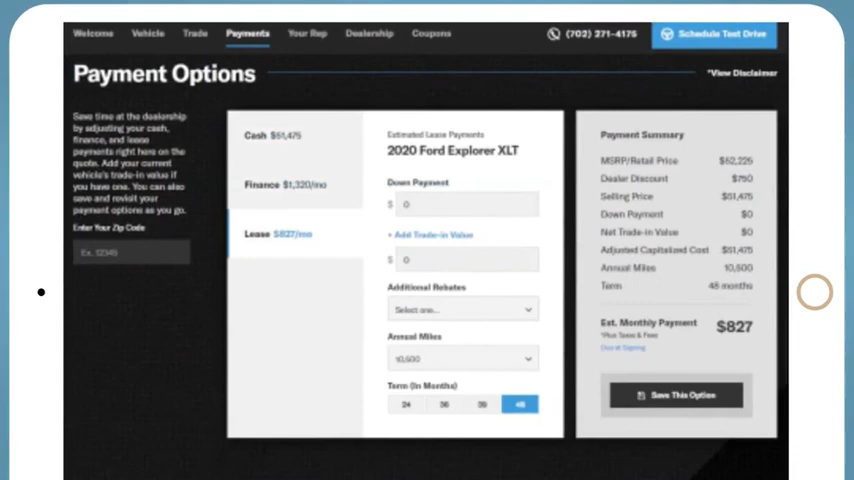 Welcome Vehicle Trade Payments Your Rep Dealership Coupons (702) 271-4175 Schedule Test Drive
Payment Options *View Disclaimer
Save time at the dealership
by adjusting your cash,
finance, and lease
payments right here on the
quote. Add your current
vehicle's trade-in value if
you have one. You can also
save and revisit your
payment options as you go.
Enter Your Zip Code
Ex. 12345
Cash $51,475
Finance $1,320/mo
Lease $827/mo
Estimated Lease Payments
2020 Ford Explorer XLT
Down Payment
$ 0
+ Add Trade-in Value
$ 0
Additional Rebates
Select one...
Annual Miles
10,500
Term (In Months)
24 36 39 48
Payment Summary
MSRP/Retail Price $52,225
Dealer Discount $750
Selling Price $51,475
Down Payment $0
Net Trade-in Value $0
Adjusted Capitalized Cost $51,475
Annual Miles 10,500
Term 48 months
Est. Monthly Payment $827
*Plus Taxes & Fees
Due at Signing
Save This Option